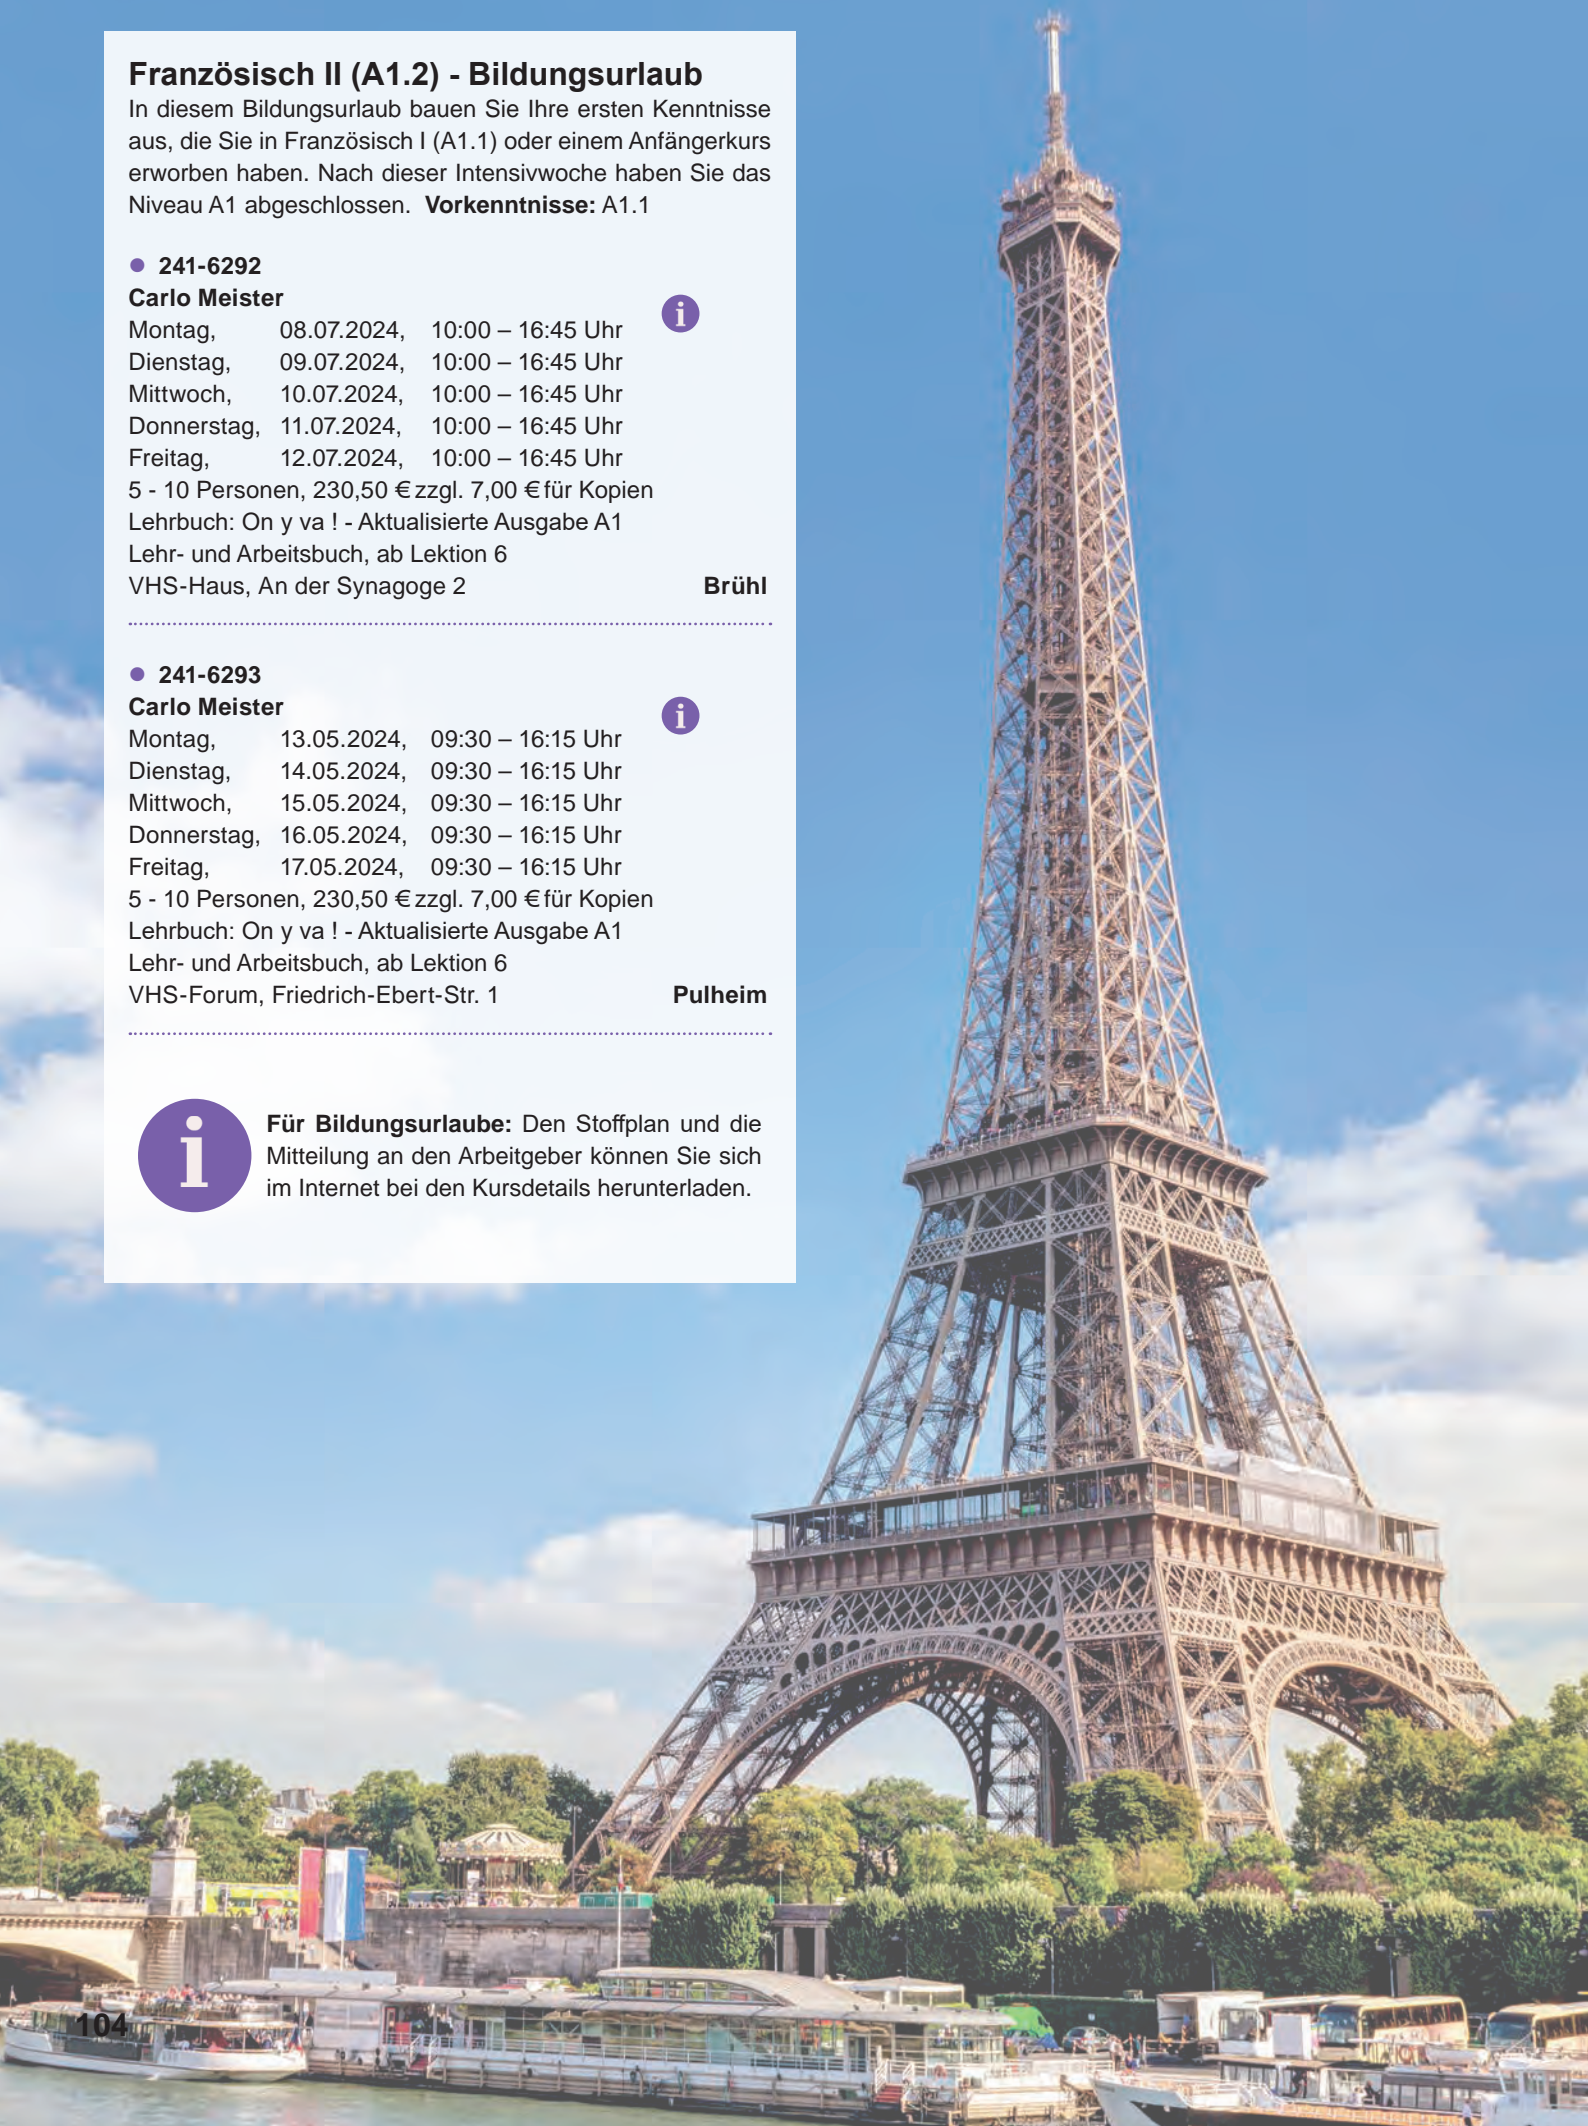 Französisch II (A1.2) - Bildungsurlaub
In diesem Bildungsurlaub bauen Sie Ihre ersten Kenntnisse
aus, die Sie in Französisch I (A1.1) oder einem Anfängerkurs
erworben haben. Nach dieser Intensivwoche haben Sie das
Niveau A1 abgeschlossen. Vorkenntnisse: A1.1
● 241-6292
Carlo Meister
i
Montag, 08.07.2024, 10:00 – 16:45 Uhr
Dienstag, 09.07.2024, 10:00 – 16:45 Uhr
Mittwoch, 10.07.2024, 10:00 – 16:45 Uhr
Donnerstag, 11.07.2024, 10:00 – 16:45 Uhr
Freitag, 12.07.2024, 10:00 – 16:45 Uhr
5 - 10 Personen, 230,50 € zzgl. 7,00 € für Kopien
Lehrbuch: On y va ! - Aktualisierte Ausgabe A1
Lehr- und Arbeitsbuch, ab Lektion 6
VHS-Haus, An der Synagoge 2 Brühl
● 241-6293
Carlo Meister
i
Montag, 13.05.2024, 09:30 – 16:15 Uhr
Dienstag, 14.05.2024, 09:30 – 16:15 Uhr
Mittwoch, 15.05.2024, 09:30 – 16:15 Uhr
Donnerstag, 16.05.2024, 09:30 – 16:15 Uhr
Freitag, 17.05.2024, 09:30 – 16:15 Uhr
5 - 10 Personen, 230,50 € zzgl. 7,00 € für Kopien
Lehrbuch: On y va ! - Aktualisierte Ausgabe A1
Lehr- und Arbeitsbuch, ab Lektion 6
VHS-Forum, Friedrich-Ebert-Str. 1 Pulheim
i
Für Bildungsurlaube: Den Stoffplan und die
Mitteilung an den Arbeitgeber können Sie sich
im Internet bei den Kursdetails herunterladen.
104